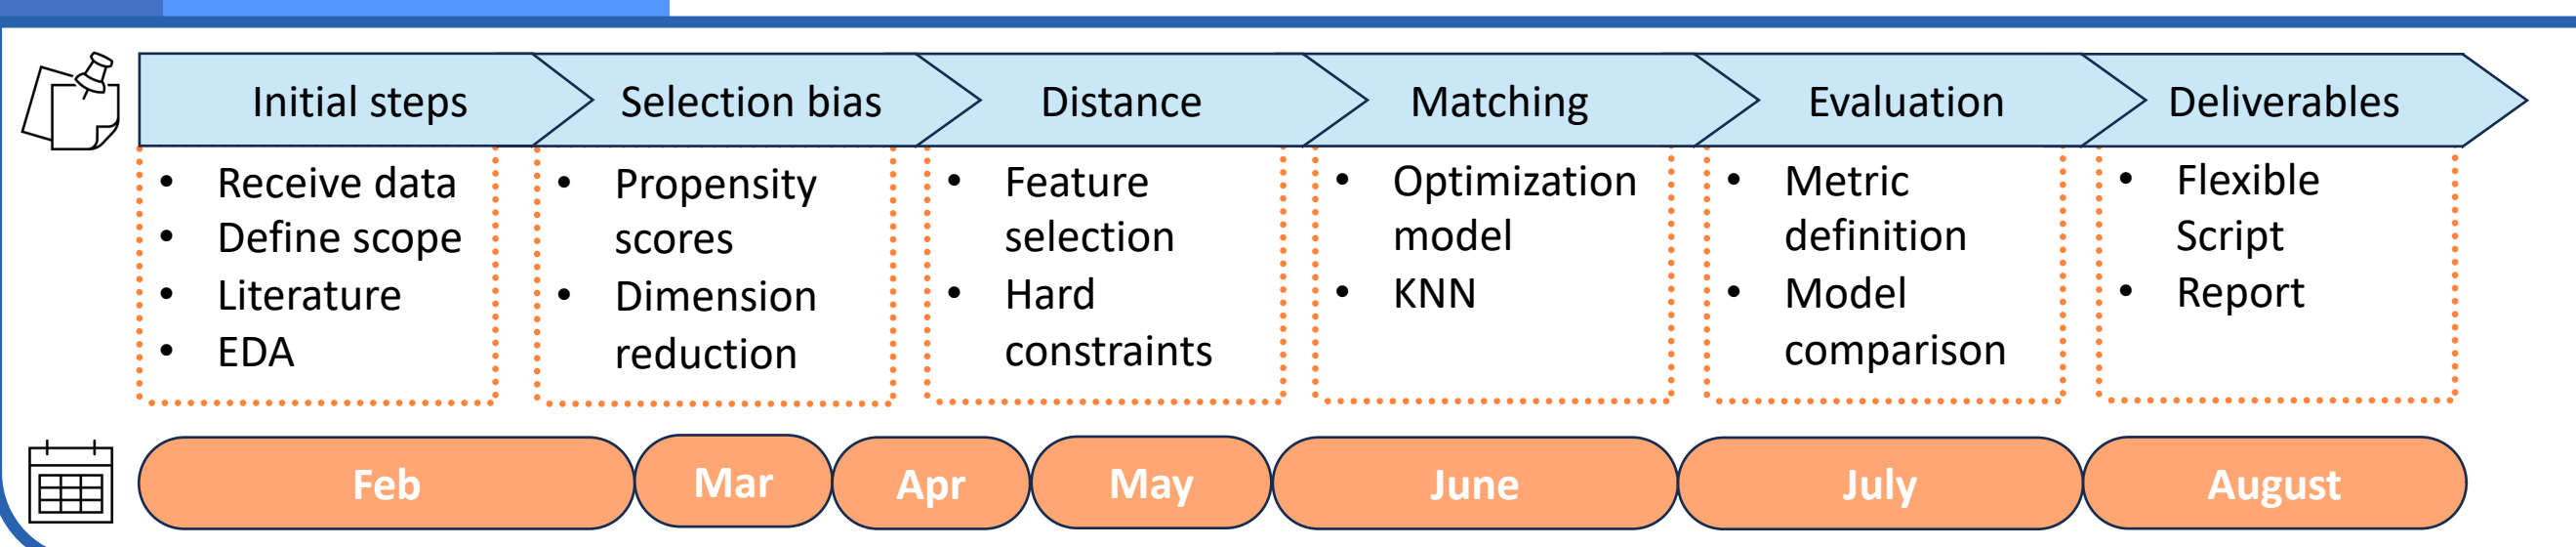 Initial steps
Selection bias
Distance
Matching
Evaluation
Deliverables
• Receive data
• Define scope
• Literature
• EDA
• Propensity
scores
• Dimension
reduction
• Feature
selection
• Hard
constraints
• Optimization
model
• KNN
• Metric
definition
• Model
comparison
• Flexible
Script
• Report
Feb
Mar
Apr
May
June
July
August